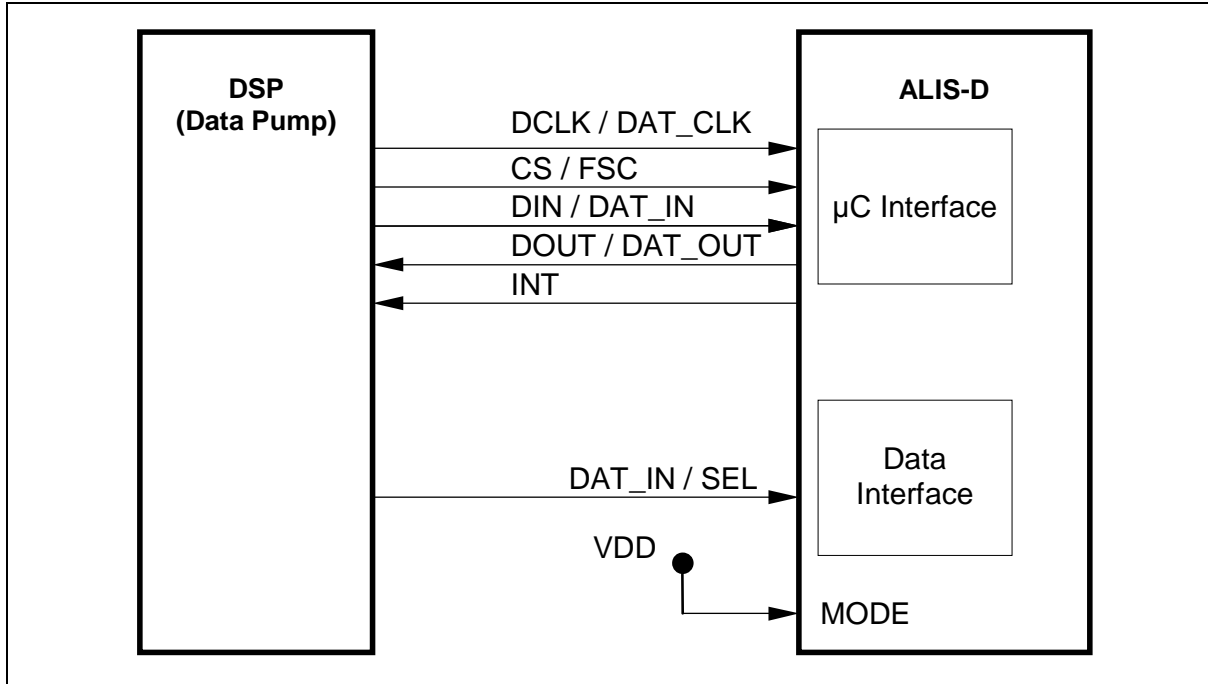 DSP
(Data Pump)
ALIS-D
DCLK / DAT_CLK
CS / FSC
DIN / DAT_IN
DOUT / DAT_OUT
INT
µC Interface
Data
Interface
DAT_IN / SEL
VDD
MODE